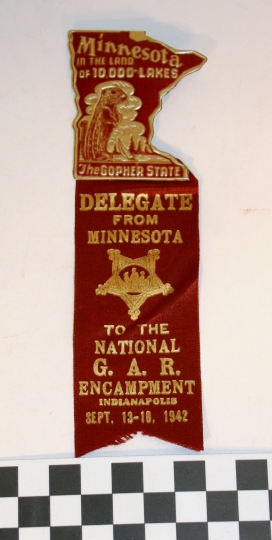 Minnesota
IN THE LAND
OF 10,000-LAKES
The GOPHER STATE
DELEGATE
FROM
MINNESOTA
TO THE
NATIONAL
G. A. R.
ENCAMPMENT
INDIANAPOLIS
SEPT. 13-18, 1942